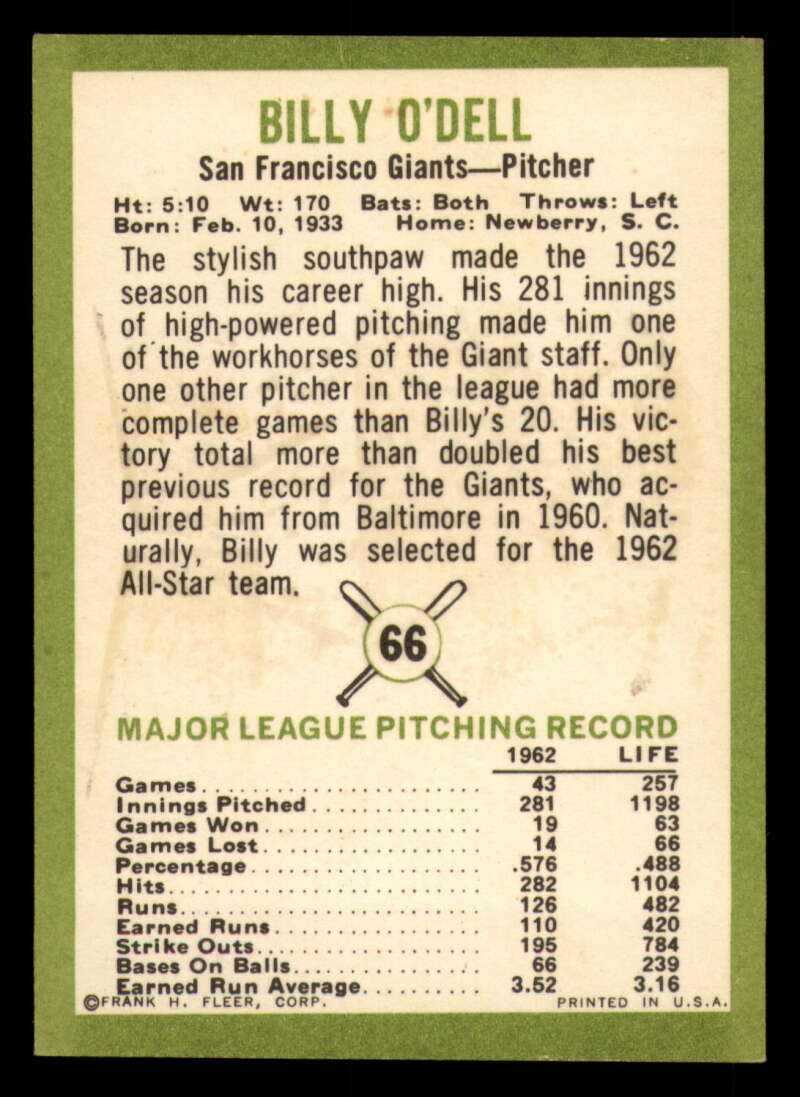 BILLY O'DELL
San Francisco Giants—Pitcher
Ht: 5:10 Wt: 170 Bats: Both Throws: Left
Born: Feb. 10, 1933 Home: Newberry, S. C.
The stylish southpaw made the 1962
season his career high. His 281 innings
of high-powered pitching made him one
of the workhorses of the Giant staff. Only
one other pitcher in the league had more
complete games than Billy's 20. His vic-
tory total more than doubled his best
previous record for the Giants, who ac-
quired him from Baltimore in 1960. Nat-
urally, Billy was selected for the 1962
All-Star team.
66
MAJOR LEAGUE PITCHING RECORD
1962 LIFE
Games 43 257
Innings Pitched 281 1198
Games Won 19 63
Games Lost 14 66
Percentage .576 .488
Hits 282 1104
Runs 126 482
Earned Runs 110 420
Strike Outs 195 784
Bases On Balls 66 239
Earned Run Average 3.52 3.16
©FRANK H. FLEER, CORP. PRINTED IN U.S.A.